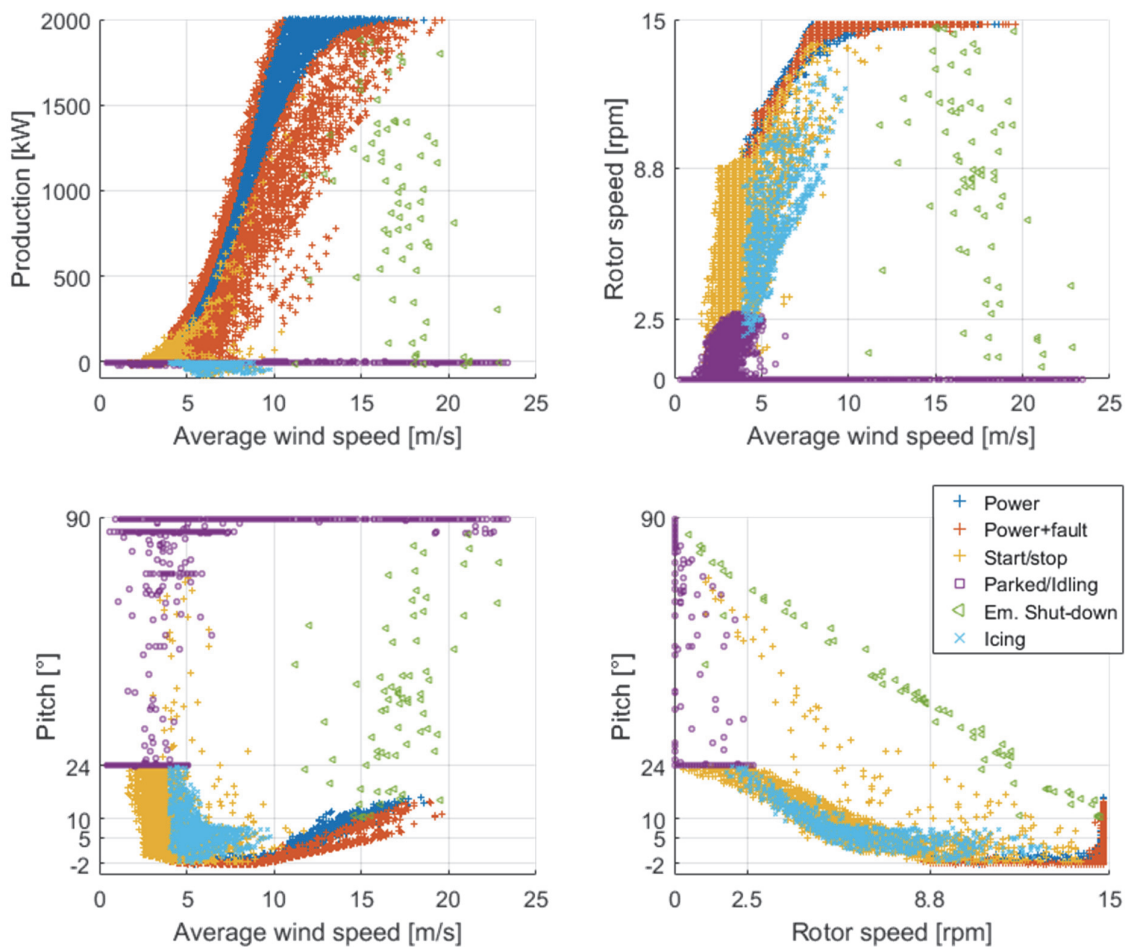 2000
1500
1000
500
0
Production [kW]
0 5 10 15 20 25
Average wind speed [m/s]
15
8.8
2.5
0
Rotor speed [rpm]
0 5 10 15 20 25
Average wind speed [m/s]
90
24
10
5
-2
Pitch [°]
0 5 10 15 20 25
Average wind speed [m/s]
90
24
10
5
-2
Pitch [°]
0 2.5 8.8 15
Rotor speed [rpm]
Power
Power+fault
Start/stop
Parked/Idling
Em. Shut-down
Icing